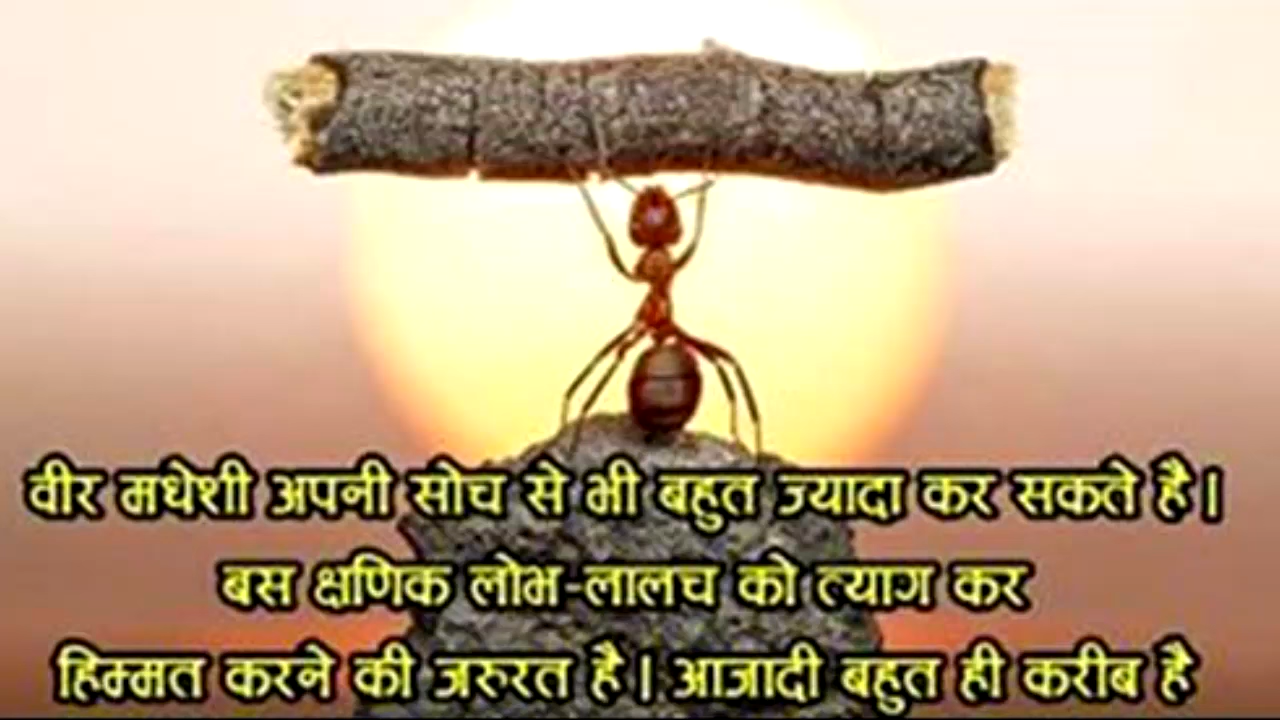 वीर मधेशी अपनी सोच से भी बहुत ज्यादा कर सकते है।
बस क्षणिक लोभ-लालच को त्याग कर
हिम्मत करने की जरुरत है। आजादी बहुत ही करीब है